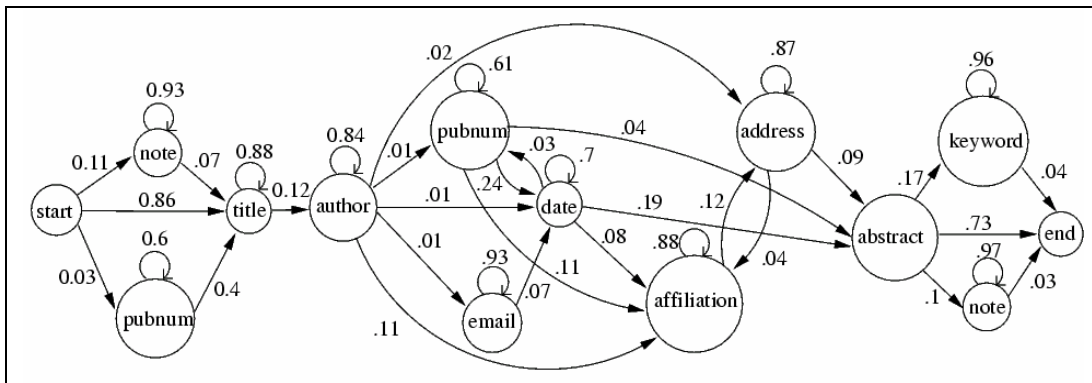 start
0.11
0.86
0.03
0.93
note
.07
0.6
pubnum
0.4
0.88
title
0.12
0.84
author
.02
.01
.01
.01
.11
.61
pubnum
.04
.03
.24
.11
.7
date
.19
.08
.93
email
.07
.88
affiliation
.12
.04
.87
address
.09
abstract
.17
.73
.1
.96
keyword
.04
.97
note
.03
end